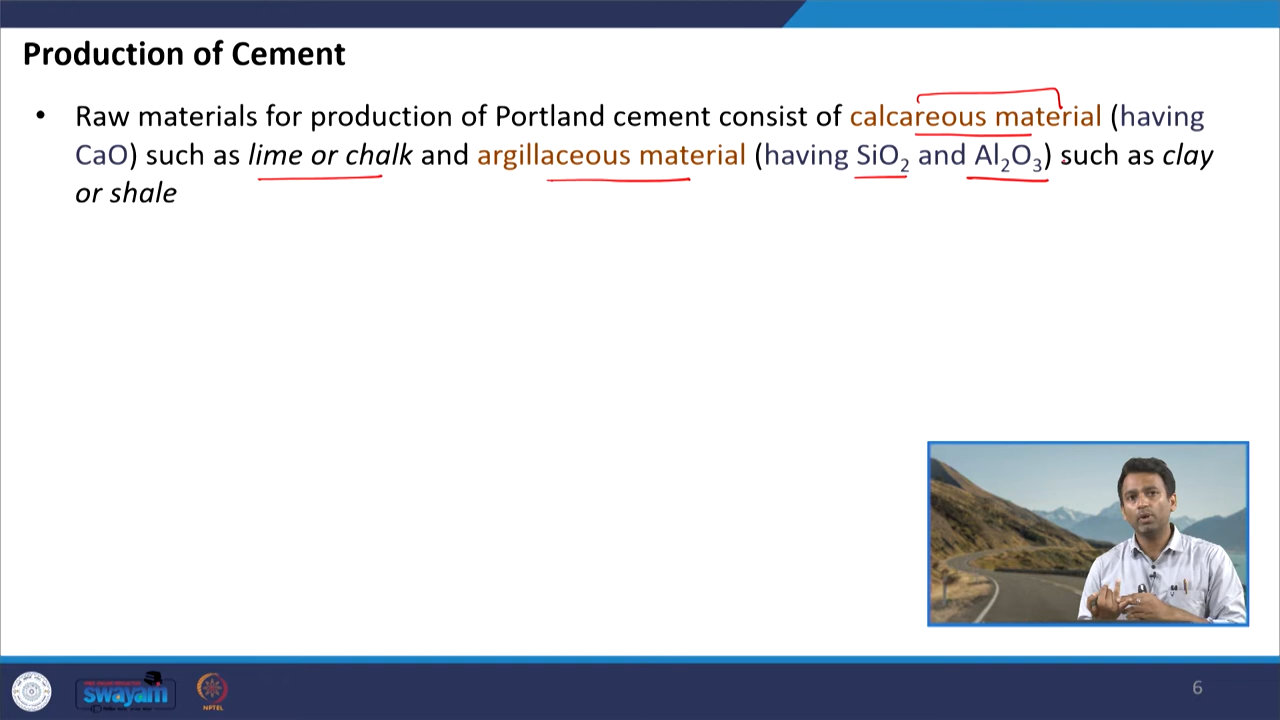 Production of Cement
• Raw materials for production of Portland cement consist of calcareous material (having
CaO) such as lime or chalk and argillaceous material (having SiO₂ and Al₂O₃) such as clay
or shale
swayam
NPTEL
6